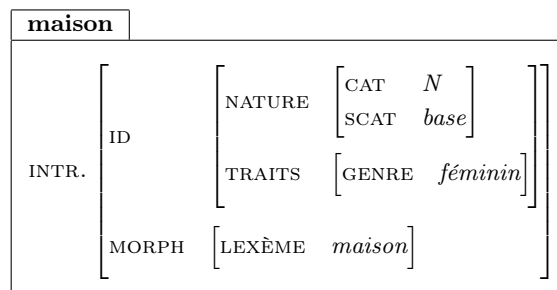 maison
CAT N
NATURE
SCAT base
ID
TRAITS GENRE féminin
INTR.
MORPH LEXÈME maison